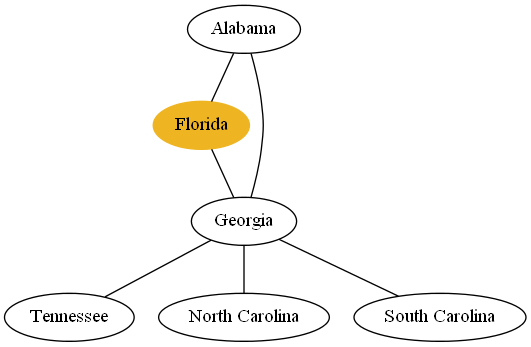 Alabama
Florida
Georgia
Tennessee
North Carolina
South Carolina